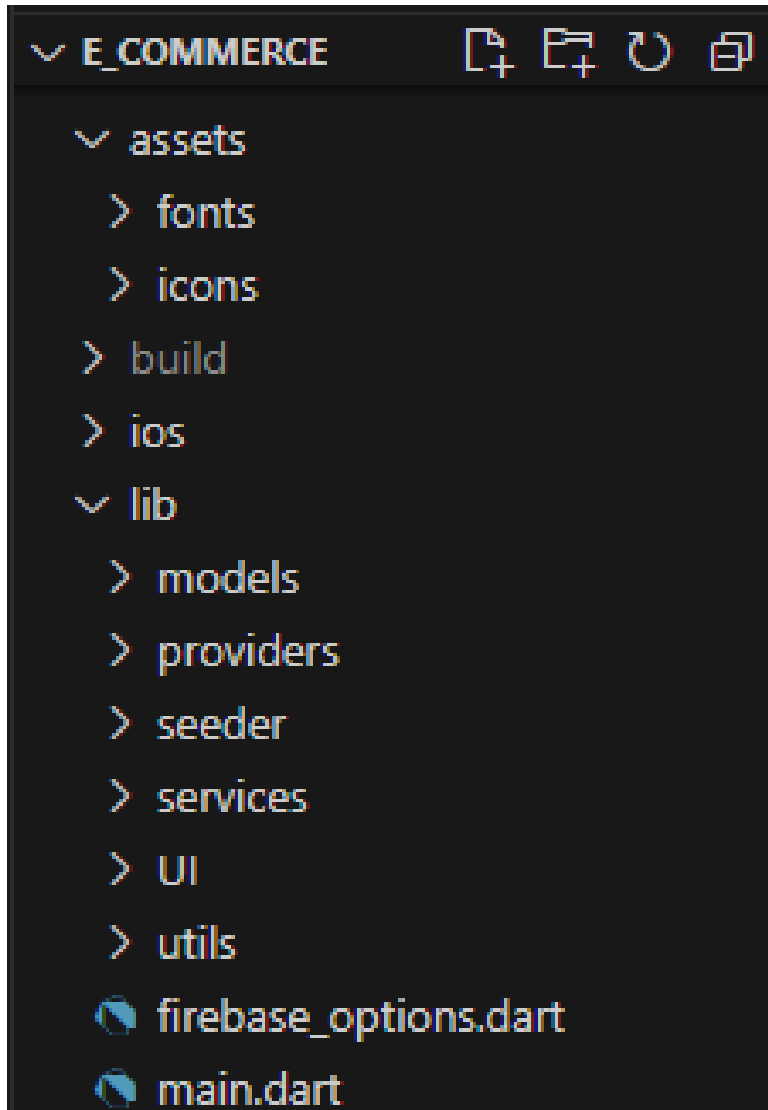 E_COMMERCE
assets
fonts
icons
build
ios
lib
models
providers
seeder
services
UI
utils
firebase_options.dart
main.dart